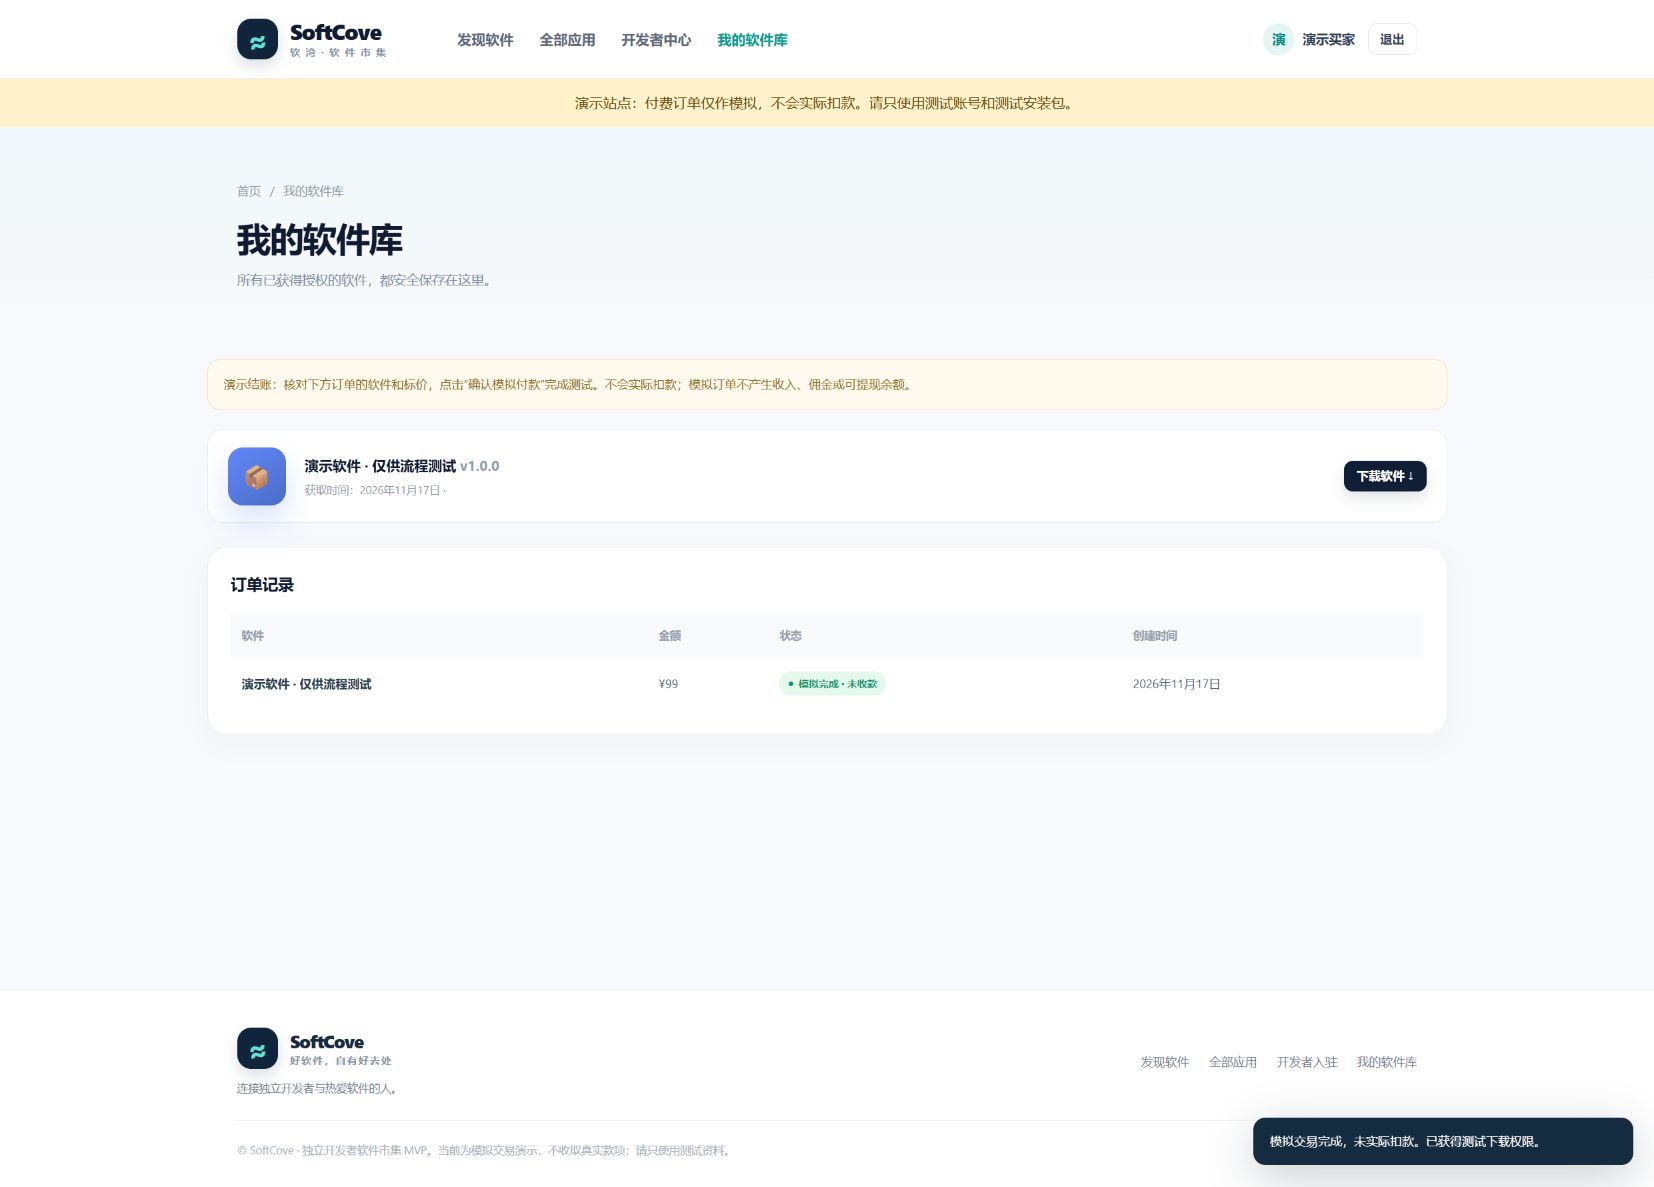 SoftCove
软湾·软件市集
发现软件 全部应用 开发者中心 我的软件库
演 演示买家 退出
演示站点：付费订单仅作模拟，不会实际扣款。请只使用测试账号和测试安装包。
首页 / 我的软件库
我的软件库
所有已获得授权的软件，都安全保存在这里。
演示结账：核对下方订单的软件和标价，点击“确认模拟付款”完成测试。不会实际扣款；模拟订单不产生收入、佣金或可提现余额。
演示软件 · 仅供流程测试 v1.0.0
获取时间：2026年11月17日 ·
下载软件 ↓
订单记录
软件 金额 状态 创建时间
演示软件 · 仅供流程测试 ¥99 模拟完成 · 未收款 2026年11月17日
SoftCove
好软件，自有好去处
连接独立开发者与热爱软件的人。
发现软件 全部应用 开发者入驻 我的软件库
© SoftCove · 独立开发者软件市集 MVP。当前为模拟交易演示，不收取真实款项；请只使用测试资料。
模拟交易完成，未实际扣款。已获得测试下载权限。